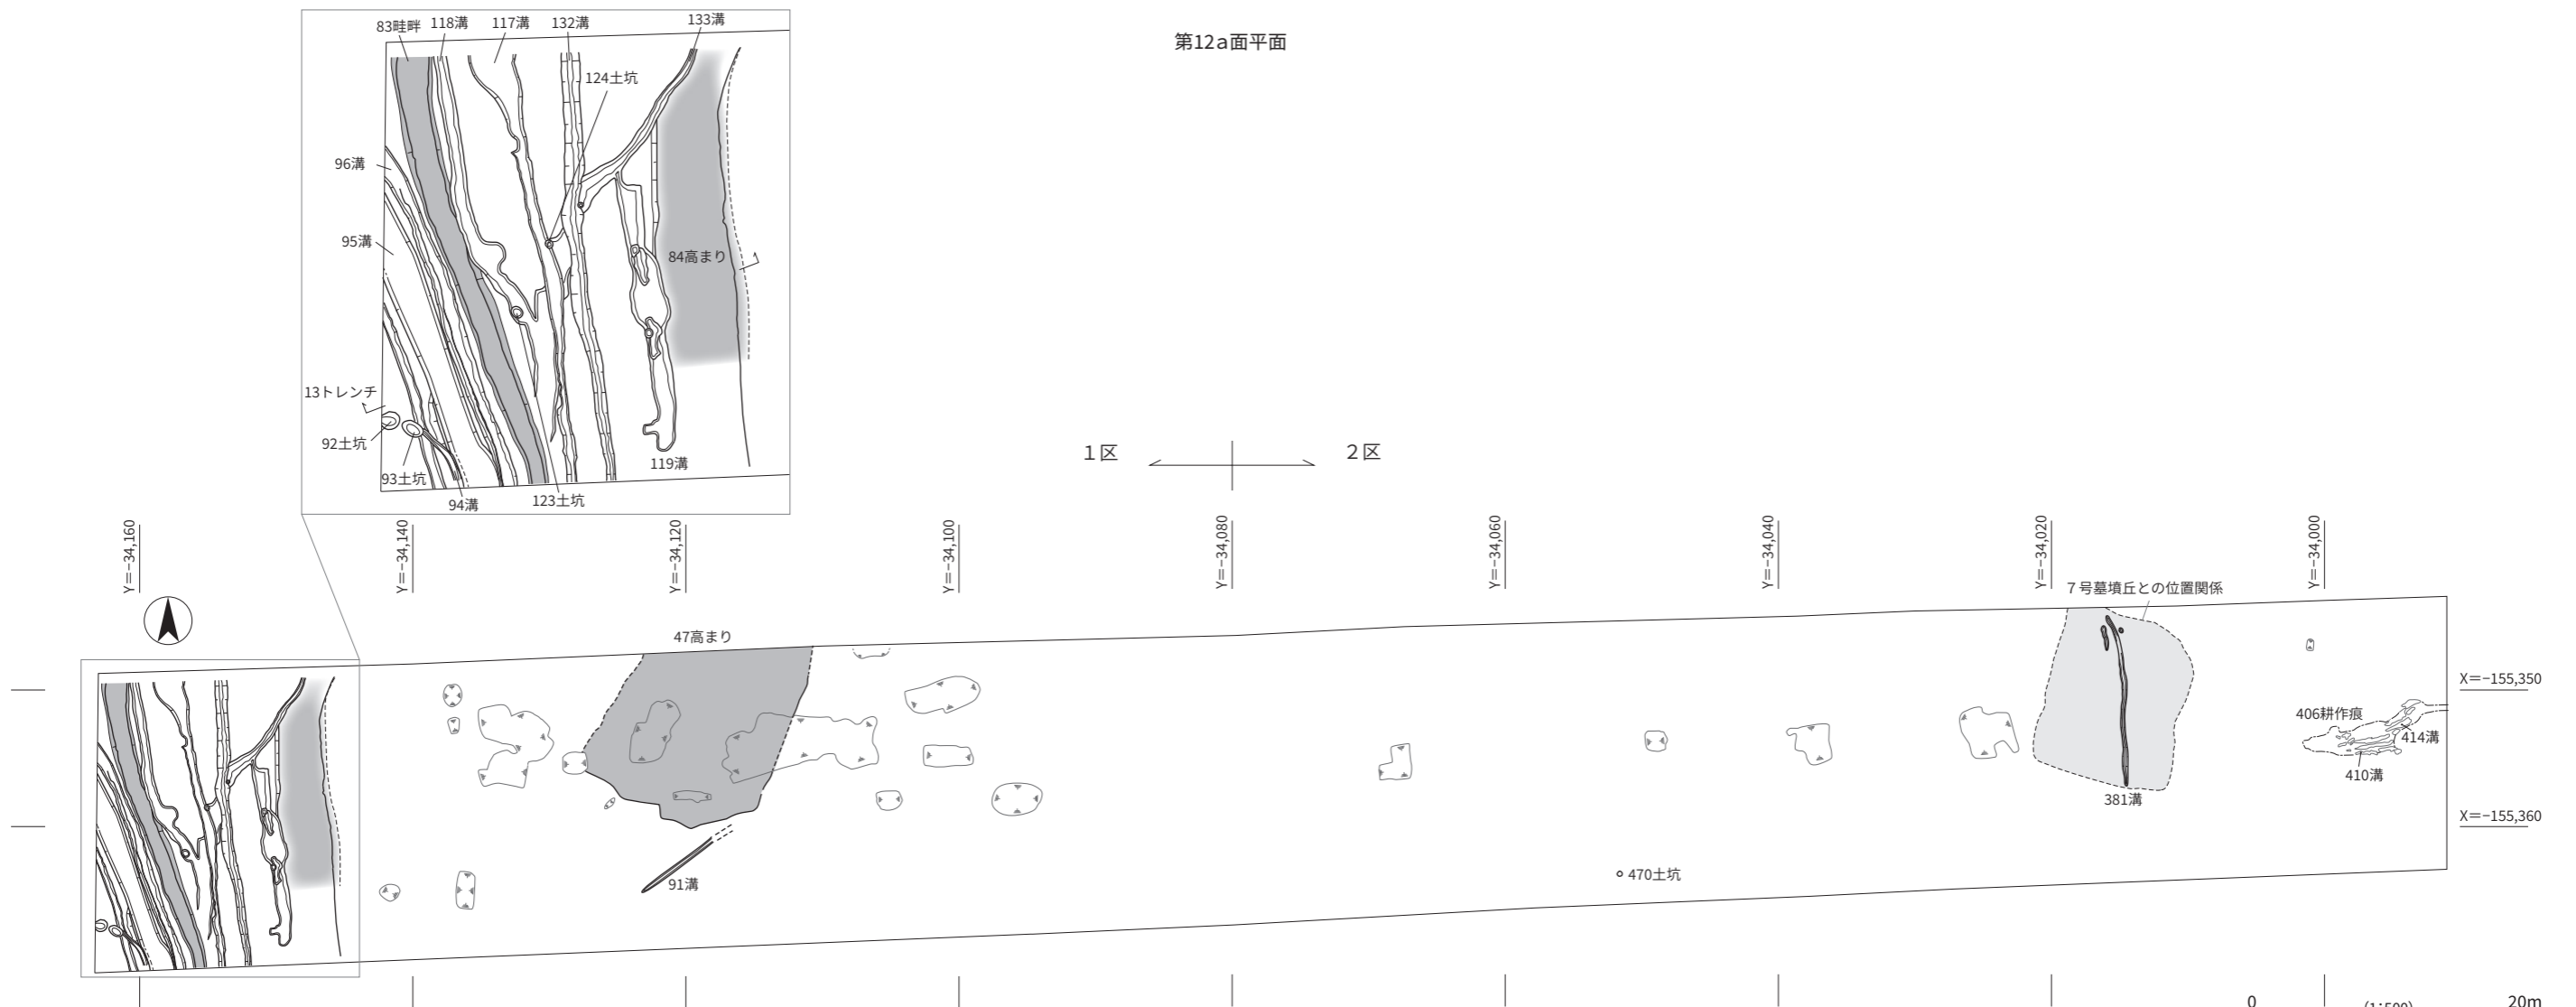 第12a面平面
83畦畔
118溝
117溝
132溝
133溝
124土坑
96溝
95溝
84高まり
13トレンチ
92土坑
93土坑
94溝
123土坑
119溝
1区
2区
Y=-34,160
Y=-34,140
Y=-34,120
Y=-34,100
Y=-34,080
Y=-34,060
Y=-34,040
Y=-34,020
Y=-34,000
7号墓墳丘との位置関係
47高まり
X=-155,350
406耕作痕
414溝
410溝
381溝
X=-155,360
470土坑
91溝
0
(1:500)
20m